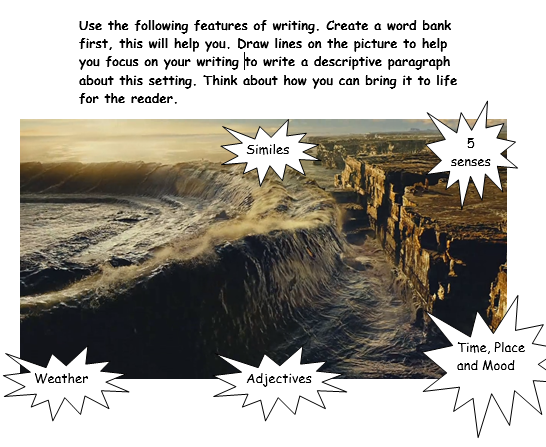 Use the following features of writing. Create a word bank
first, this will help you. Draw lines on the picture to help
you focus on your writing to write a descriptive paragraph
about this setting. Think about how you can bring it to life
for the reader.
Similes
5
senses
Time, Place
and Mood
Weather
Adjectives